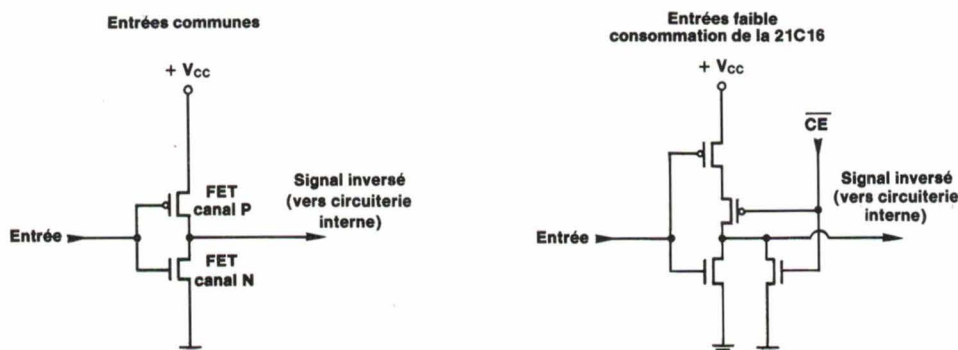 Entrées communes
+ Vcc
FET
canal P
Entrée
FET
canal N
Signal inversé
(vers circuiterie
interne)
Entrées faible
consommation de la 21C16
+ Vcc
CE
Entrée
Signal inversé
(vers circuiterie
interne)